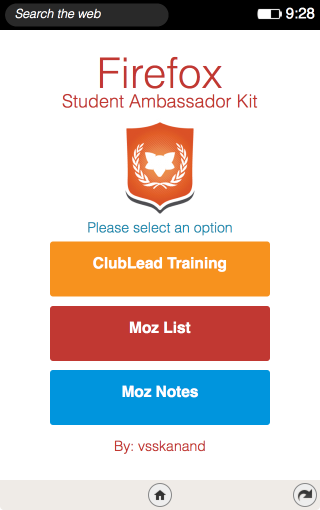 Search the web
9:28
Firefox
Student Ambassador Kit
Please select an option
ClubLead Training
Moz List
Moz Notes
By: vsskanand